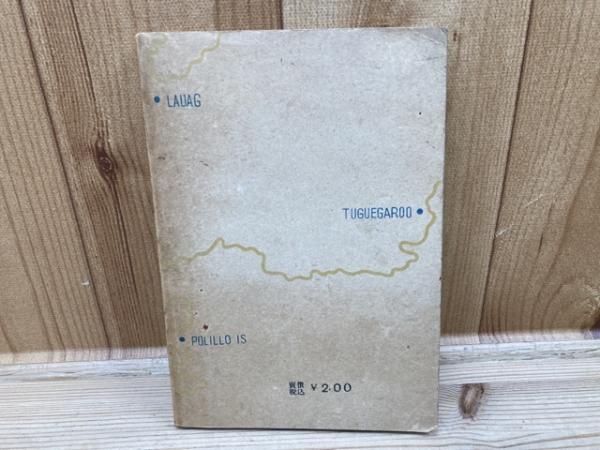 LAUAG
TUGUEGAROO
POLILLO IS
賣價
税込 ¥2.00